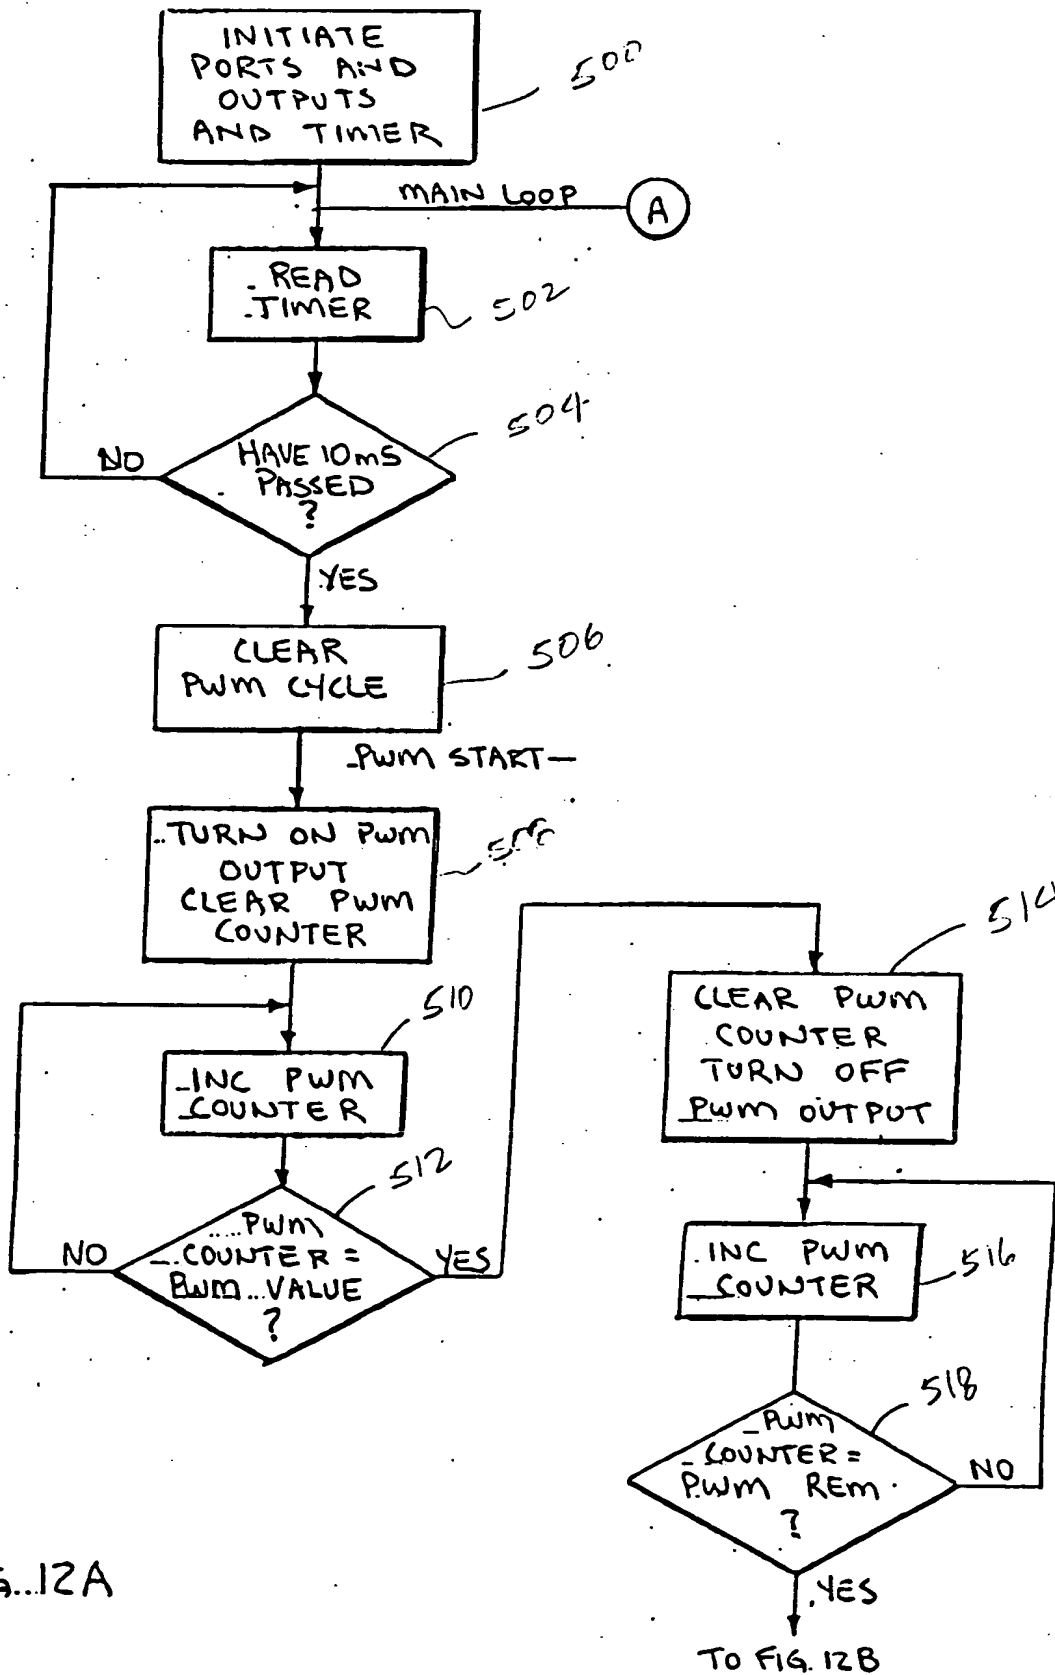 INITIATE
PORTS AND
OUTPUTS
AND TIMER
500
MAIN LOOP
A
READ
TIMER
502
504
HAVE 10mS
PASSED
?
NO
YES
CLEAR
PWM CYCLE
506
PWM START
TURN ON PWM
OUTPUT
CLEAR PWM
COUNTER
510
INC PWM
COUNTER
512
PWM
COUNTER =
PWM VALUE
?
NO
YES
514
CLEAR PWM
COUNTER
TURN OFF
PWM OUTPUT
INC PWM
COUNTER
516
518
PWM
COUNTER =
PWM REM
?
NO
YES
TO FIG. 12B
12A